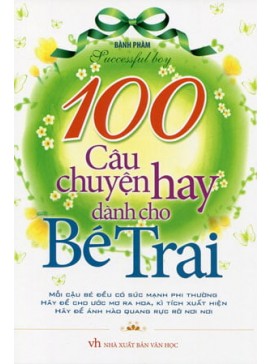 BÀNH PHÀM
Successful boy
100
Câu
chuyện hay
dành cho
Bé Trai
MỖI CẬU BÉ ĐỀU CÓ SỨC MẠNH PHI THƯỜNG
HÃY ĐỂ CHO ƯỚC MƠ RA HOA, KÌ TÍCH XUẤT HIỆN
HÃY ĐỂ ÁNH HÀO QUANG RỰC RỠ NƠI NƠI
vh NHÀ XUẤT BẢN VĂN HỌC